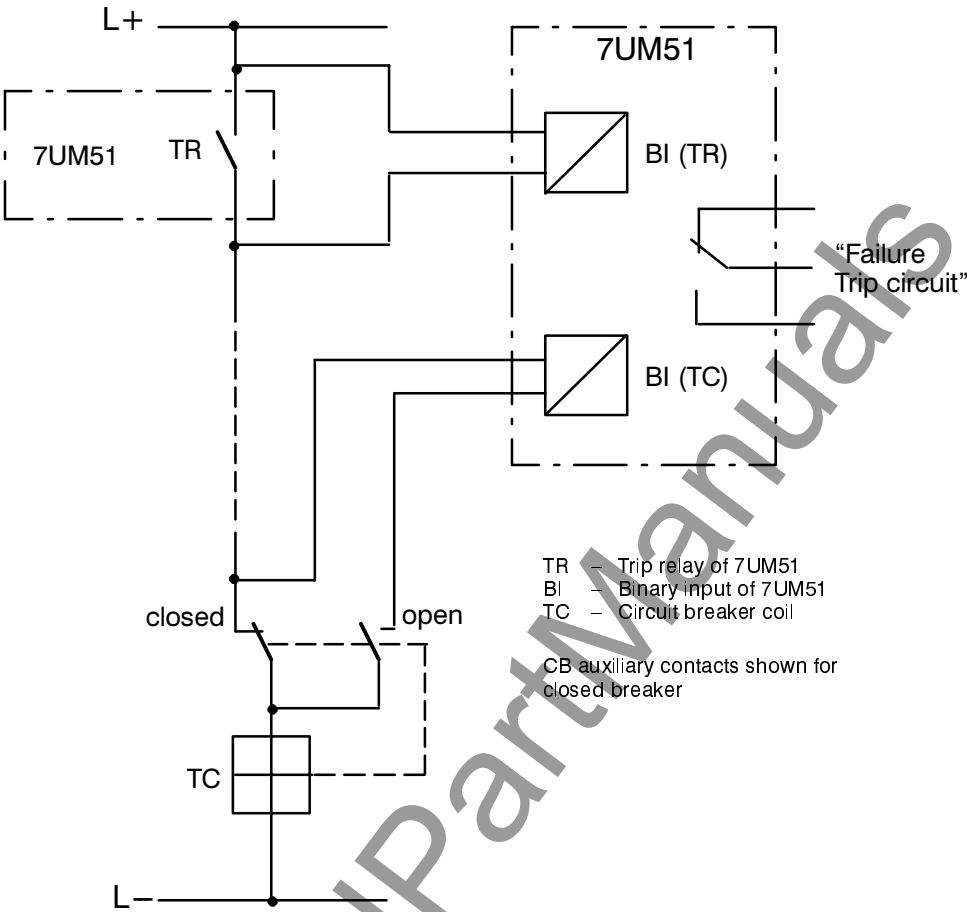 L+
7UM51
7UM51
TR
BI (TR)
“Failure
Trip circuit”
BI (TC)
TR – Trip relay of 7UM51
BI – Binary input of 7UM51
TC – Circuit breaker coil
closed
open
CB auxiliary contacts shown for
closed breaker
TC
L–
lPartManuals